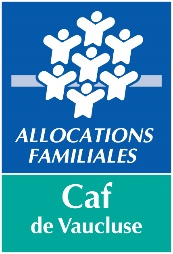 ALLOCATIONS
FAMILIALES
Caf
de Vaucluse